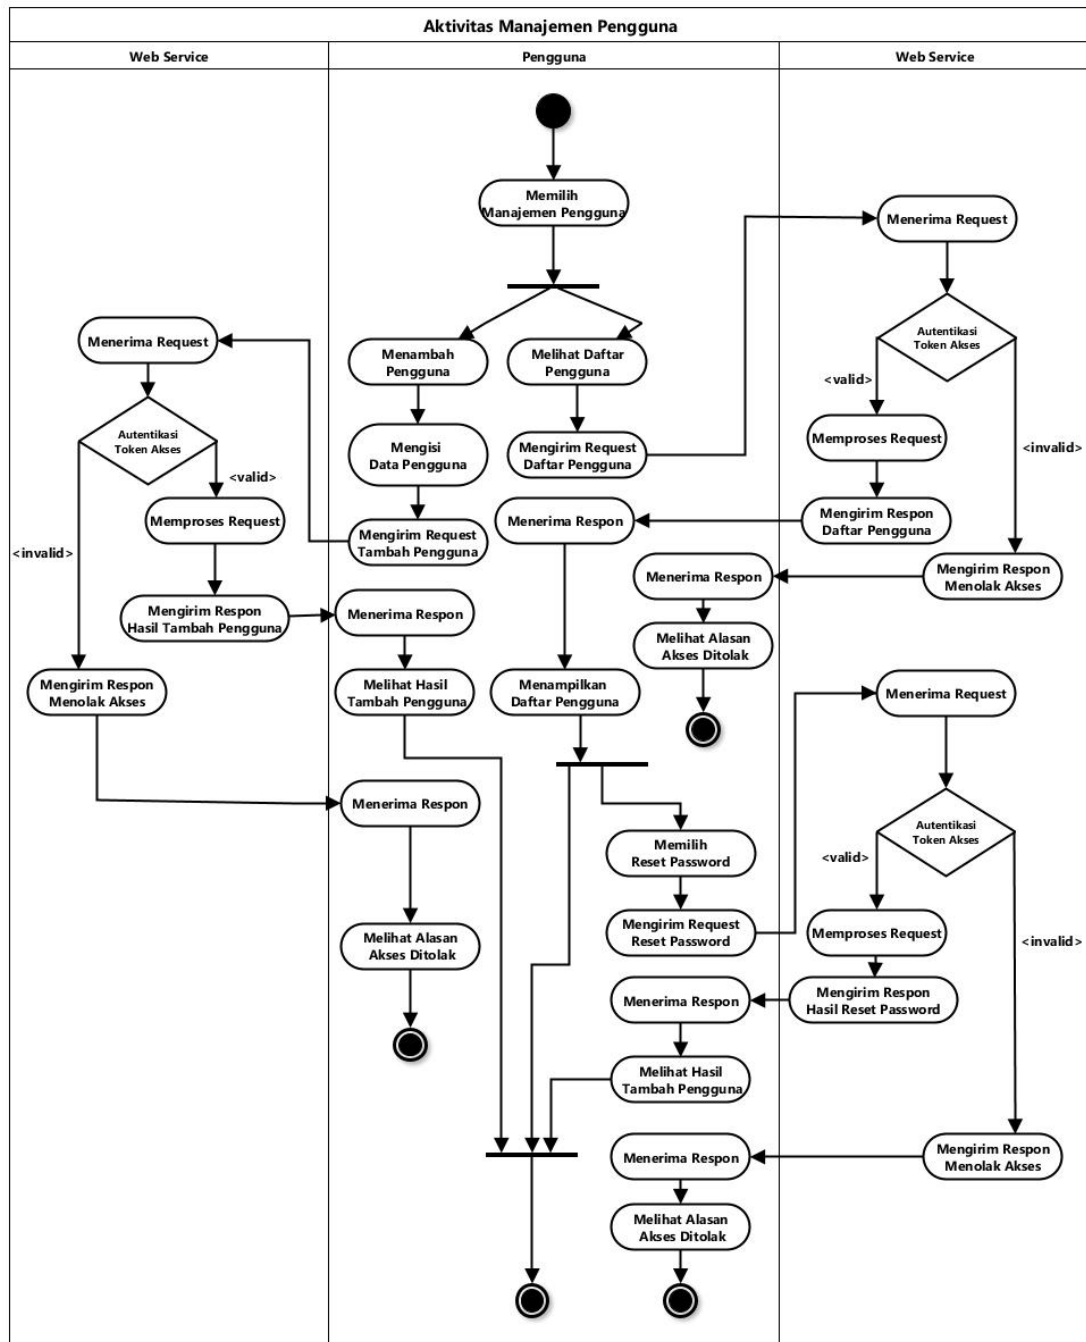 Aktivitas Manajemen Pengguna
Web Service
Pengguna
Web Service
Memilih
Manajemen Pengguna
Menerima Request
Autentikasi
Token Akses
<valid>
<invalid>
Memproses Request
Mengirim Respon
Daftar Pengguna
Mengirim Respon
Menolak Akses
Menambah
Pengguna
Melihat Daftar
Pengguna
Mengisi
Data Pengguna
Mengirim Request
Daftar Pengguna
Mengirim Request
Tambah Pengguna
Menerima Request
Autentikasi
Token Akses
<valid>
<invalid>
Memproses Request
Mengirim Respon
Hasil Tambah Pengguna
Mengirim Respon
Menolak Akses
Menerima Respon
Menerima Respon
Melihat Alasan
Akses Ditolak
Menerima Respon
Melihat Hasil
Tambah Pengguna
Menampilkan
Daftar Pengguna
Menerima Respon
Melihat Alasan
Akses Ditolak
Memilih
Reset Password
Mengirim Request
Reset Password
Menerima Request
Autentikasi
Token Akses
<valid>
<invalid>
Memproses Request
Mengirim Respon
Hasil Reset Password
Menerima Respon
Melihat Hasil
Tambah Pengguna
Mengirim Respon
Menolak Akses
Menerima Respon
Melihat Alasan
Akses Ditolak